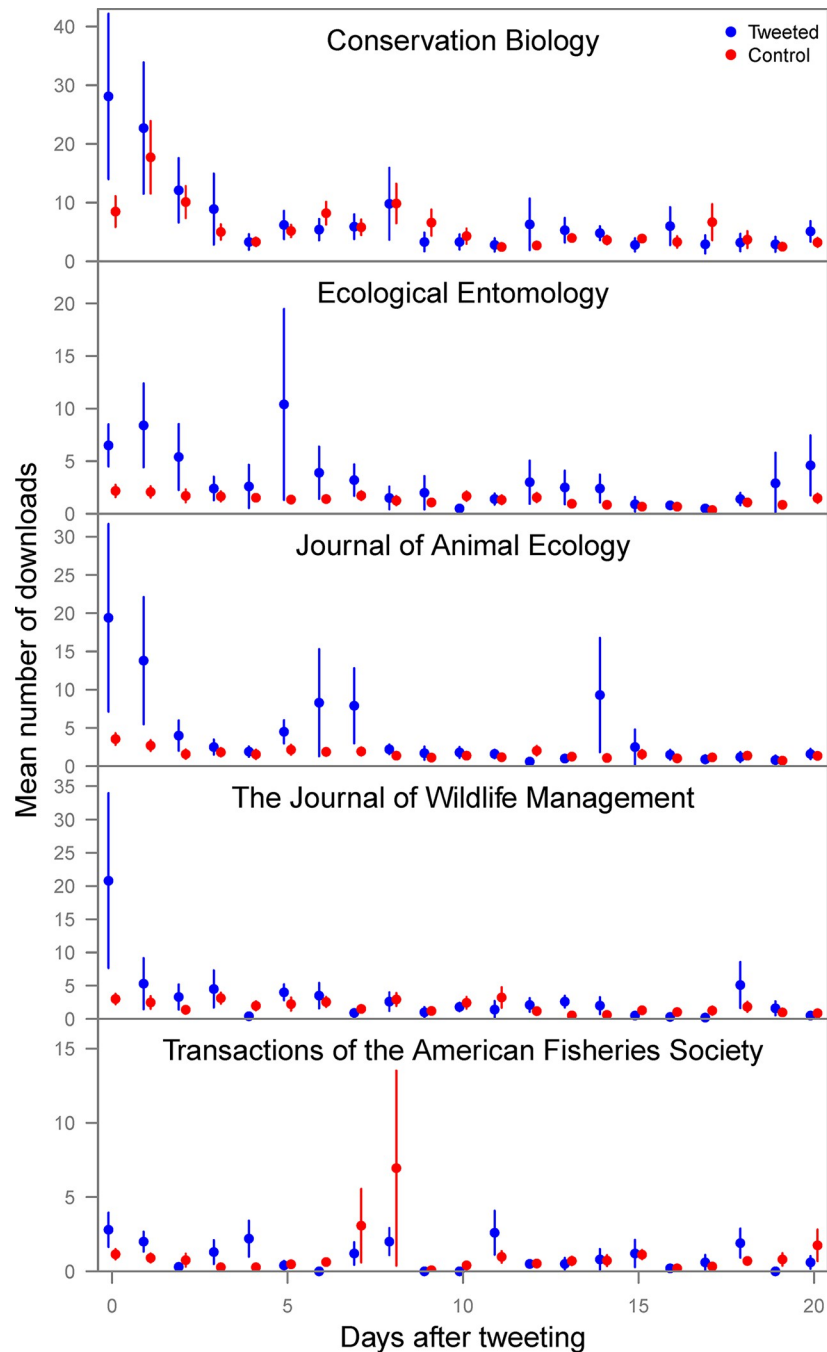 Conservation Biology
Tweeted
Control
40
30
20
10
0
Ecological Entomology
20
15
10
5
0
Journal of Animal Ecology
30
25
20
15
10
5
0
The Journal of Wildlife Management
35
30
25
20
15
10
5
0
Transactions of the American Fisheries Society
15
10
5
0
Mean number of downloads
0 5 10 15 20
Days after tweeting